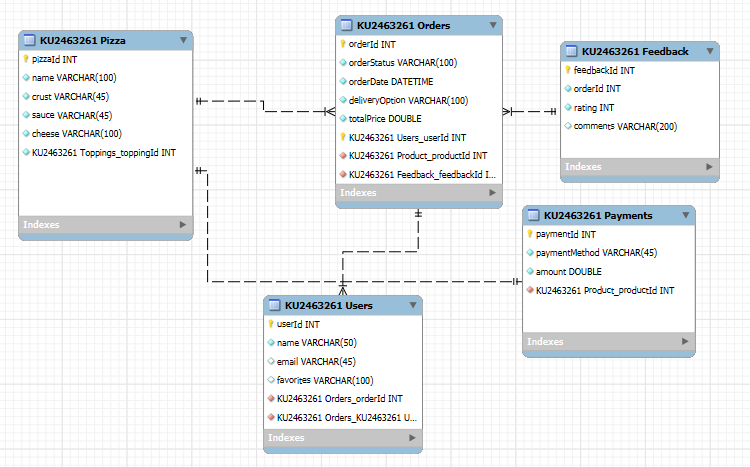 KU2463261 Pizza
pizzaId INT
name VARCHAR(100)
crust VARCHAR(45)
sauce VARCHAR(45)
cheese VARCHAR(100)
KU2463261 Toppings_toppingId INT
Indexes
KU2463261 Orders
orderId INT
orderStatus VARCHAR(100)
orderDate DATETIME
deliveryOption VARCHAR(100)
totalPrice DOUBLE
KU2463261 Users_userId INT
KU2463261 Product_productId INT
KU2463261 Feedback_feedbackId I...
Indexes
KU2463261 Feedback
feedbackId INT
orderId INT
rating INT
comments VARCHAR(200)
Indexes
KU2463261 Payments
paymentId INT
paymentMethod VARCHAR(45)
amount DOUBLE
KU2463261 Product_productId INT
Indexes
KU2463261 Users
userId INT
name VARCHAR(50)
email VARCHAR(45)
favorites VARCHAR(100)
KU2463261 Orders_orderId INT
KU2463261 Orders_KU2463261 U...
Indexes